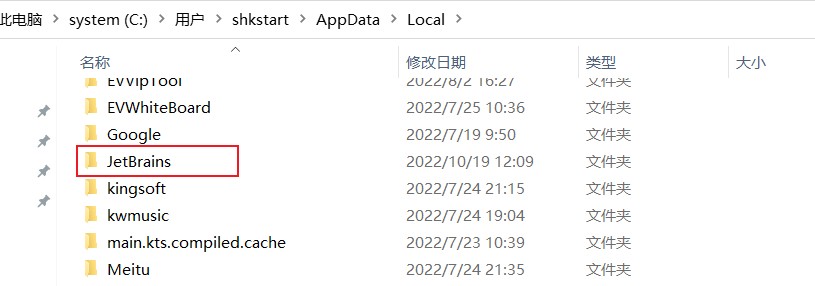 此电脑 > system (C:) > 用户 > shkstart > AppData > Local >
名称 修改日期 类型 大小
EVVipTool 2022/8/2 16:27 文件夹
EVWhiteBoard 2022/7/25 10:36 文件夹
Google 2022/7/19 9:50 文件夹
JetBrains 2022/10/19 12:09 文件夹
kingsoft 2022/7/24 21:15 文件夹
kwmusic 2022/7/24 19:04 文件夹
main.kts.compiled.cache 2022/7/23 10:39 文件夹
Meitu 2022/7/24 21:35 文件夹